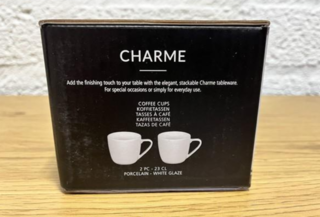 CHARME
Add the finishing touch to your table with the elegant, stackable Charme tableware.
For special occasions or simply for everyday use.
COFFEE CUPS
KOFFIETASSEN
TASSES À CAFÉ
KAFFEETASSEN
TAZAS DE CAFÉ
2 PC - 23 CL
PORCELAIN - WHITE GLAZE